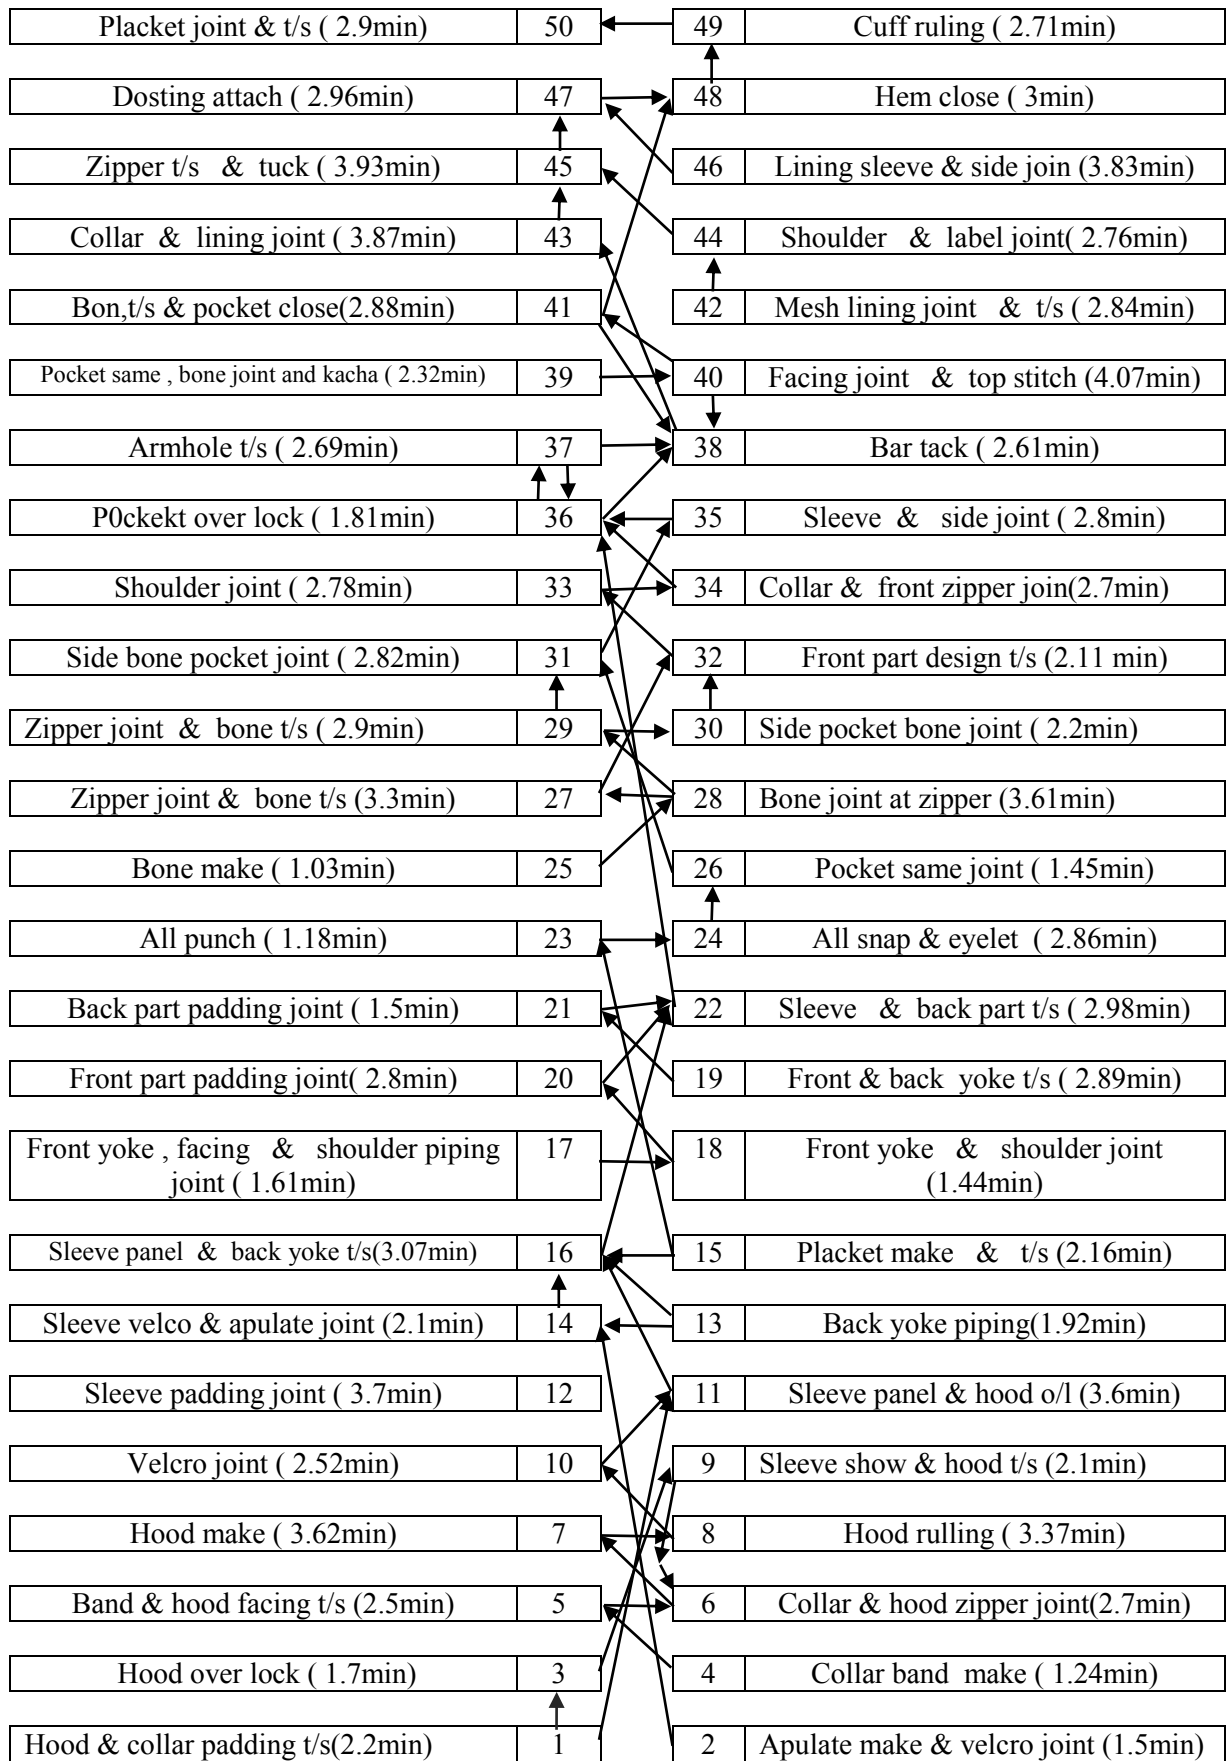 Placket joint & t/s ( 2.9min) 50 49 Cuff ruling ( 2.71min)
Dosting attach ( 2.96min) 47 48 Hem close ( 3min)
Zipper t/s & tuck ( 3.93min) 45 46 Lining sleeve & side join (3.83min)
Collar & lining joint ( 3.87min) 43 44 Shoulder & label joint( 2.76min)
Bon,t/s & pocket close(2.88min) 41 42 Mesh lining joint & t/s ( 2.84min)
Pocket same , bone joint and kacha ( 2.32min) 39 40 Facing joint & top stitch (4.07min)
Armhole t/s ( 2.69min) 37 38 Bar tack ( 2.61min)
P0ckekt over lock ( 1.81min) 36 35 Sleeve & side joint ( 2.8min)
Shoulder joint ( 2.78min) 33 34 Collar & front zipper join(2.7min)
Side bone pocket joint ( 2.82min) 31 32 Front part design t/s (2.11 min)
Zipper joint & bone t/s ( 2.9min) 29 30 Side pocket bone joint ( 2.2min)
Zipper joint & bone t/s (3.3min) 27 28 Bone joint at zipper (3.61min)
Bone make ( 1.03min) 25 26 Pocket same joint ( 1.45min)
All punch ( 1.18min) 23 24 All snap & eyelet ( 2.86min)
Back part padding joint ( 1.5min) 21 22 Sleeve & back part t/s ( 2.98min)
Front part padding joint( 2.8min) 20 19 Front & back yoke t/s ( 2.89min)
Front yoke , facing & shoulder piping 17 18 Front yoke & shoulder joint
joint ( 1.61min) (1.44min)
Sleeve panel & back yoke t/s(3.07min) 16 15 Placket make & t/s (2.16min)
Sleeve velco & apulate joint (2.1min) 14 13 Back yoke piping(1.92min)
Sleeve padding joint ( 3.7min) 12 11 Sleeve panel & hood o/l (3.6min)
Velcro joint ( 2.52min) 10 9 Sleeve show & hood t/s (2.1min)
Hood make ( 3.62min) 7 8 Hood rulling ( 3.37min)
Band & hood facing t/s (2.5min) 5 6 Collar & hood zipper joint(2.7min)
Hood over lock ( 1.7min) 3 4 Collar band make ( 1.24min)
Hood & collar padding t/s(2.2min) 1 2 Apulate make & velcro joint (1.5min)